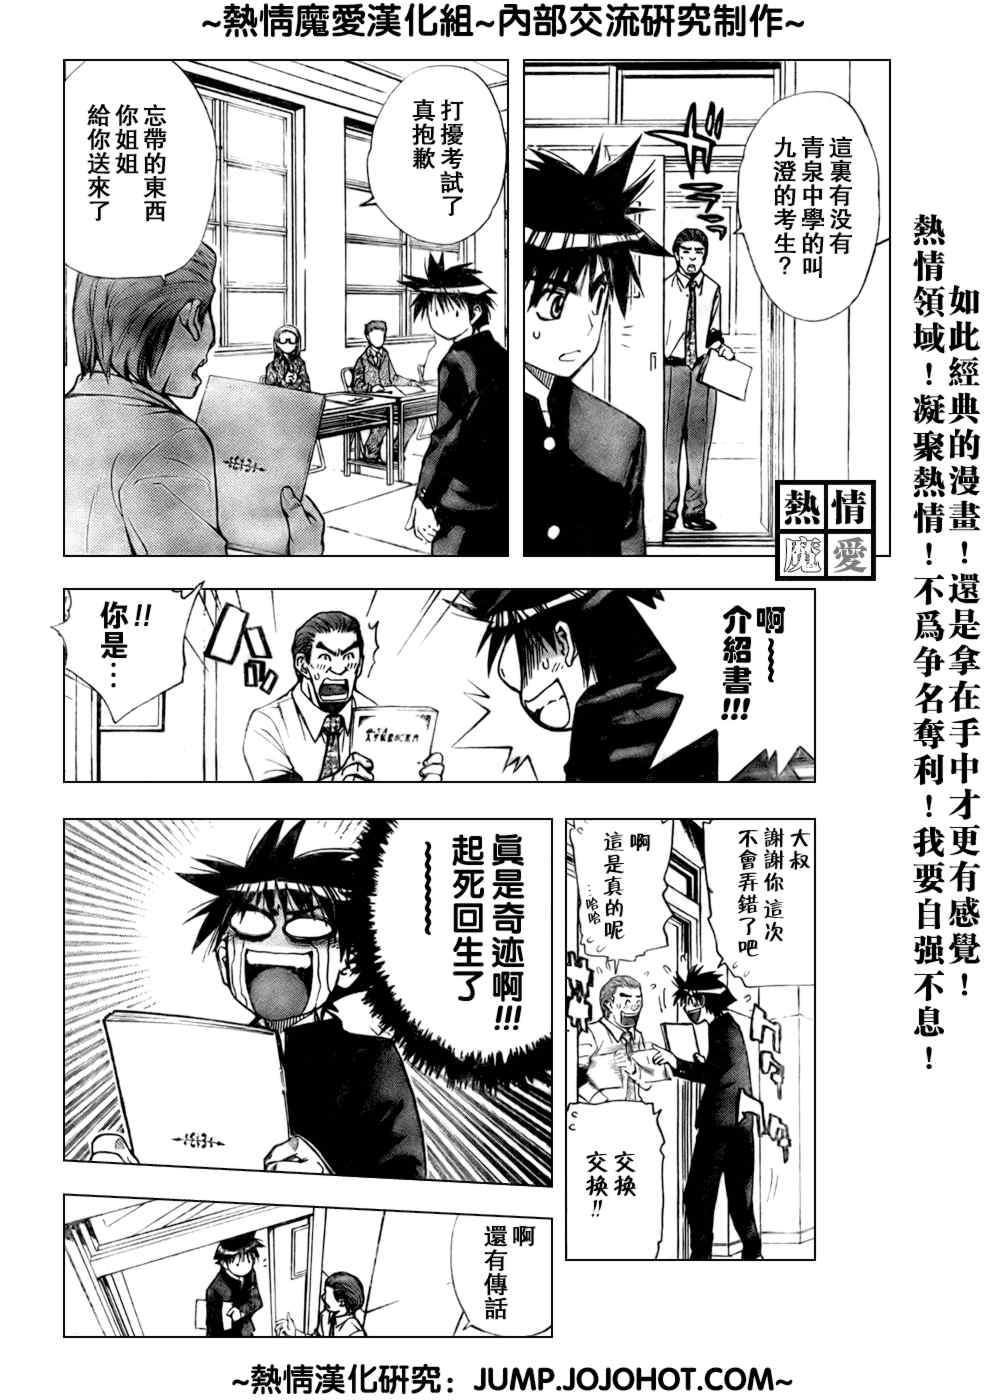 ~熱情魔愛漢化組~內部交流研究制作~
這裏有没有
青泉中學的叫
九澄的考生?
打擾考試了
真抱歉
忘帶的東西
你姐姐
給你送來了
熱情
魔愛
啊~~~
介紹書!!!
!!
你是…
大叔
謝謝你 這次
不會弄錯了吧
啊
這是真的呢
…哈哈
交換
交換!!
真是奇迹啊!!!
起死回生了~~~
啊
還有傳話
如此經典的漫畫!還是拿在手中才更有感覺!
熱情領域!凝聚熱情!不爲争名奪利!我要自强不息!
~熱情漢化研究: JUMP.JOJOHOT.COM~